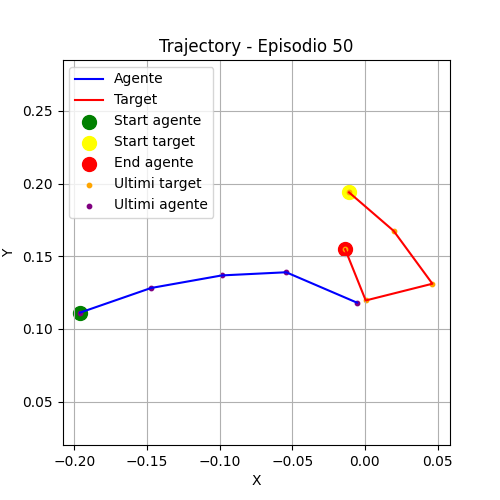 Trajectory - Episodio 50
Agente
Target
Start agente
Start target
End agente
Ultimi target
Ultimi agente
0.25
0.20
0.15
0.10
0.05
Y
−0.20
−0.15
−0.10
−0.05
0.00
0.05
X